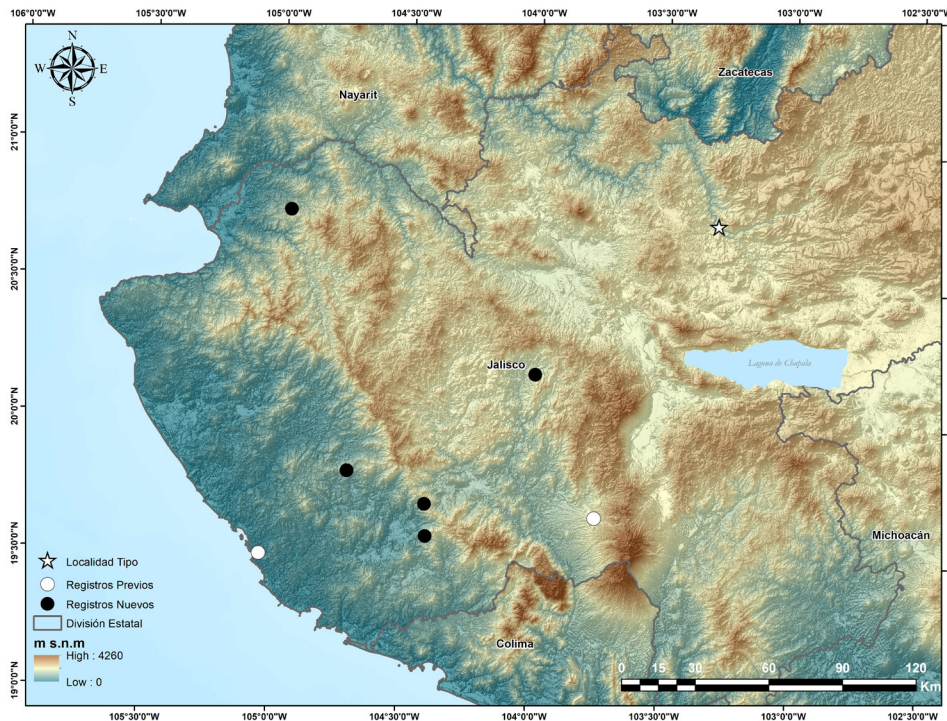 106°0'0"W 105°30'0"W 105°0'0"W 104°30'0"W 104°0'0"W 103°30'0"W 103°0'0"W 102°30'0"W
N
W E
S
Zacatecas
Nayarit
21°0'0"N
20°30'0"N
Jalisco
Laguna de Chapala
20°0'0"N
19°30'0"N
Michoacán
Localidad Tipo
Registros Previos
Registros Nuevos
División Estatal
m s.n.m
High : 4260
Low : 0
Colima
19°0'0"N
0 15 30 60 90 120
Km
105°30'0"W 105°0'0"W 104°30'0"W 104°0'0"W 103°30'0"W 103°0'0"W 102°30'0"W